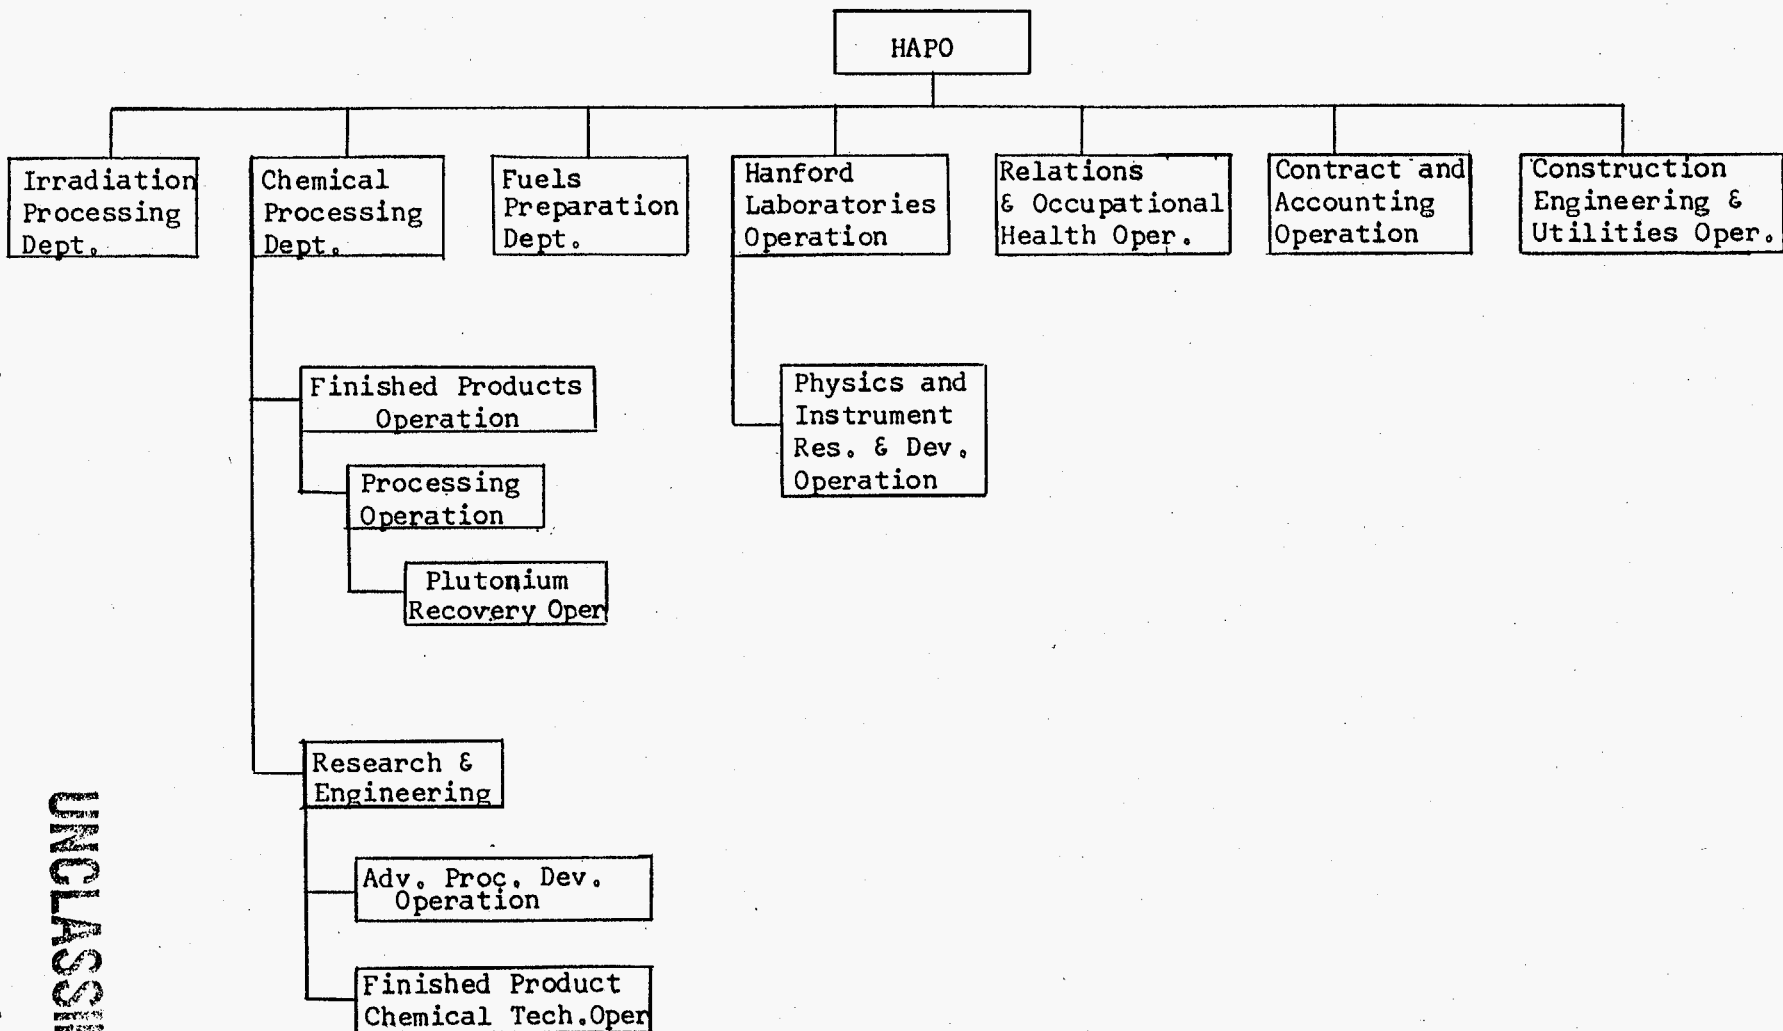 HAPO
Irradiation
Processing
Dept.
Chemical
Processing
Dept.
Fuels
Preparation
Dept.
Hanford
Laboratories
Operation
Relations
& Occupational
Health Oper.
Contract and
Accounting
Operation
Construction
Engineering &
Utilities Oper.
Finished Products
Operation
Processing
Operation
Plutonium
Recovery Oper
Physics and
Instrument
Res. & Dev.
Operation
Research &
Engineering
Adv. Proc. Dev.
Operation
Finished Product
Chemical Tech.Oper